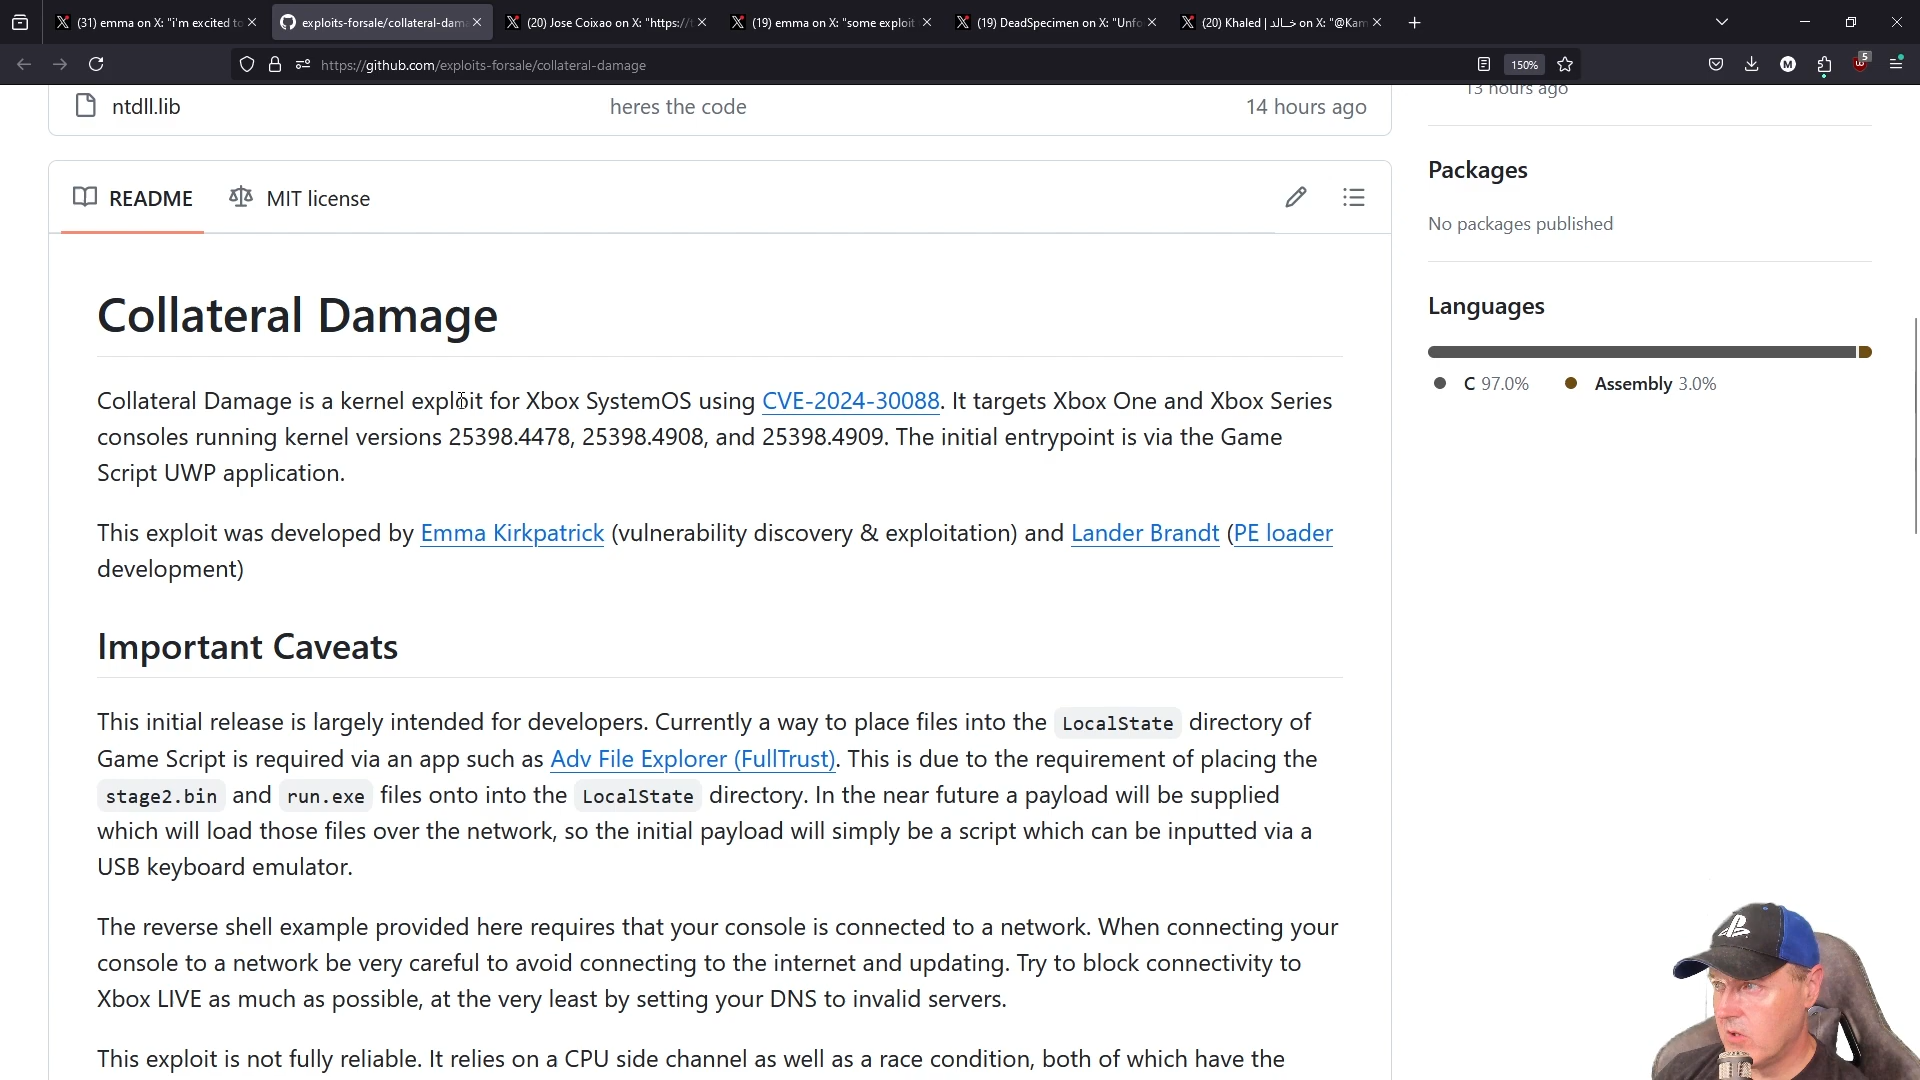 (31) emma on X: "i'm excited to
exploits-forsale/collateral-dama
(20) Jose Coixao on X: "https://t
(19) emma on X: "some exploit
(19) DeadSpecimen on X: "Unfo
(20) Khaled | خـالد on X: "@Kam
https://github.com/exploits-forsale/collateral-damage
150%
M
5
ntdll.lib
heres the code
14 hours ago
13 hours ago
README
MIT license
Packages
No packages published
Languages
C 97.0%
Assembly 3.0%
Collateral Damage
Collateral Damage is a kernel exploit for Xbox SystemOS using CVE-2024-30088. It targets Xbox One and Xbox Series
consoles running kernel versions 25398.4478, 25398.4908, and 25398.4909. The initial entrypoint is via the Game
Script UWP application.
This exploit was developed by Emma Kirkpatrick (vulnerability discovery & exploitation) and Lander Brandt (PE loader
development)
Important Caveats
This initial release is largely intended for developers. Currently a way to place files into the LocalState directory of
Game Script is required via an app such as Adv File Explorer (FullTrust). This is due to the requirement of placing the
stage2.bin and run.exe files onto into the LocalState directory. In the near future a payload will be supplied
which will load those files over the network, so the initial payload will simply be a script which can be inputted via a
USB keyboard emulator.
The reverse shell example provided here requires that your console is connected to a network. When connecting your
console to a network be very careful to avoid connecting to the internet and updating. Try to block connectivity to
Xbox LIVE as much as possible, at the very least by setting your DNS to invalid servers.
This exploit is not fully reliable. It relies on a CPU side channel as well as a race condition, both of which have the